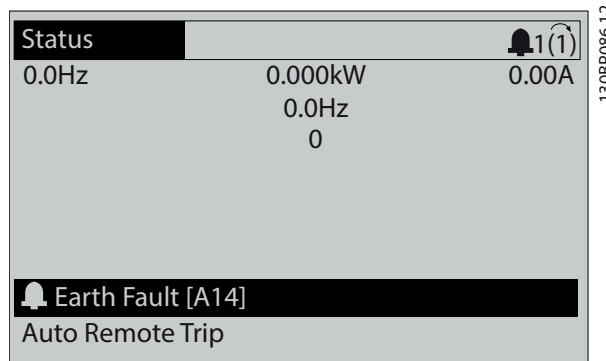 Status 1(1)
0.0Hz 0.000kW 0.00A
0.0Hz
0
Earth Fault [A14]
Auto Remote Trip
130BP086.12